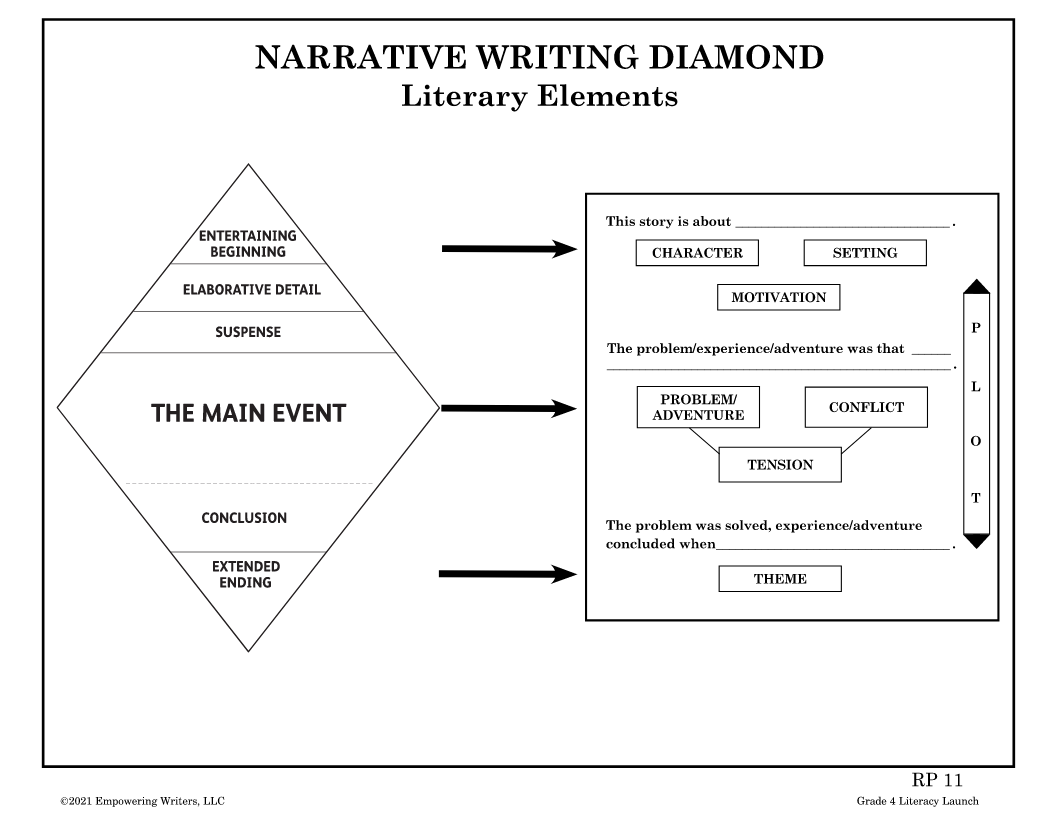 NARRATIVE WRITING DIAMOND
Literary Elements
ENTERTAINING
BEGINNING
ELABORATIVE DETAIL
SUSPENSE
THE MAIN EVENT
CONCLUSION
EXTENDED
ENDING
This story is about ______________________________ .
CHARACTER
SETTING
MOTIVATION
The problem/experience/adventure was that ______
________________________________________________ .
PROBLEM/
ADVENTURE
CONFLICT
TENSION
The problem was solved, experience/adventure
concluded when_________________________________ .
THEME
P
L
O
T
RP 11
©2021 Empowering Writers, LLC
Grade 4 Literacy Launch